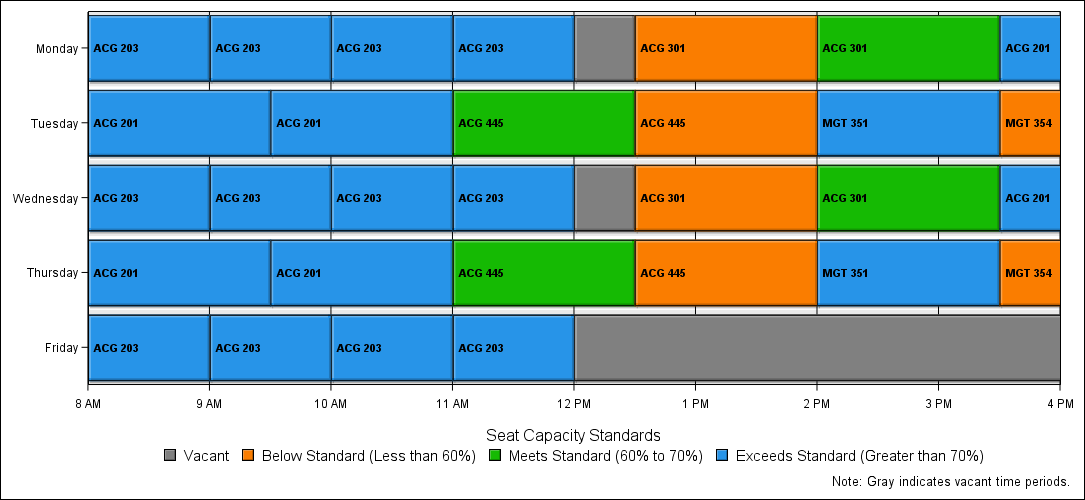 Monday ACG 203 ACG 203 ACG 203 ACG 203 ACG 301 ACG 301 ACG 201
Tuesday ACG 201 ACG 201 ACG 445 ACG 445 MGT 351 MGT 354
Wednesday ACG 203 ACG 203 ACG 203 ACG 203 ACG 301 ACG 301 ACG 201
Thursday ACG 201 ACG 201 ACG 445 ACG 445 MGT 351 MGT 354
Friday ACG 203 ACG 203 ACG 203 ACG 203
8 AM 9 AM 10 AM 11 AM 12 PM 1 PM 2 PM 3 PM 4 PM
Seat Capacity Standards
Vacant Below Standard (Less than 60%) Meets Standard (60% to 70%) Exceeds Standard (Greater than 70%)
Note: Gray indicates vacant time periods.